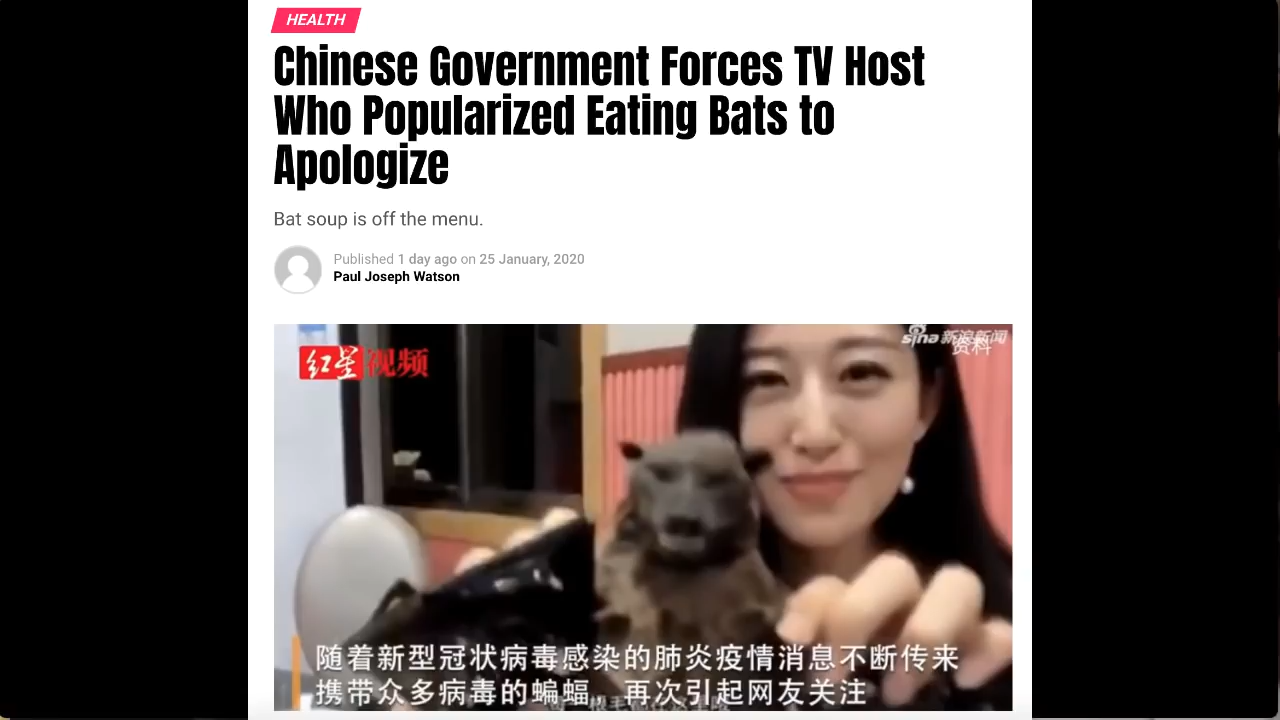 HEALTH
Chinese Government Forces TV Host
Who Popularized Eating Bats to
Apologize
Bat soup is off the menu.
Published 1 day ago on 25 January, 2020
Paul Joseph Watson
sina 新浪新闻
资料
红星视频
随着新型冠状病毒感染的肺炎疫情消息不断传来
携带众多病毒的蝙蝠，再次引起网友关注